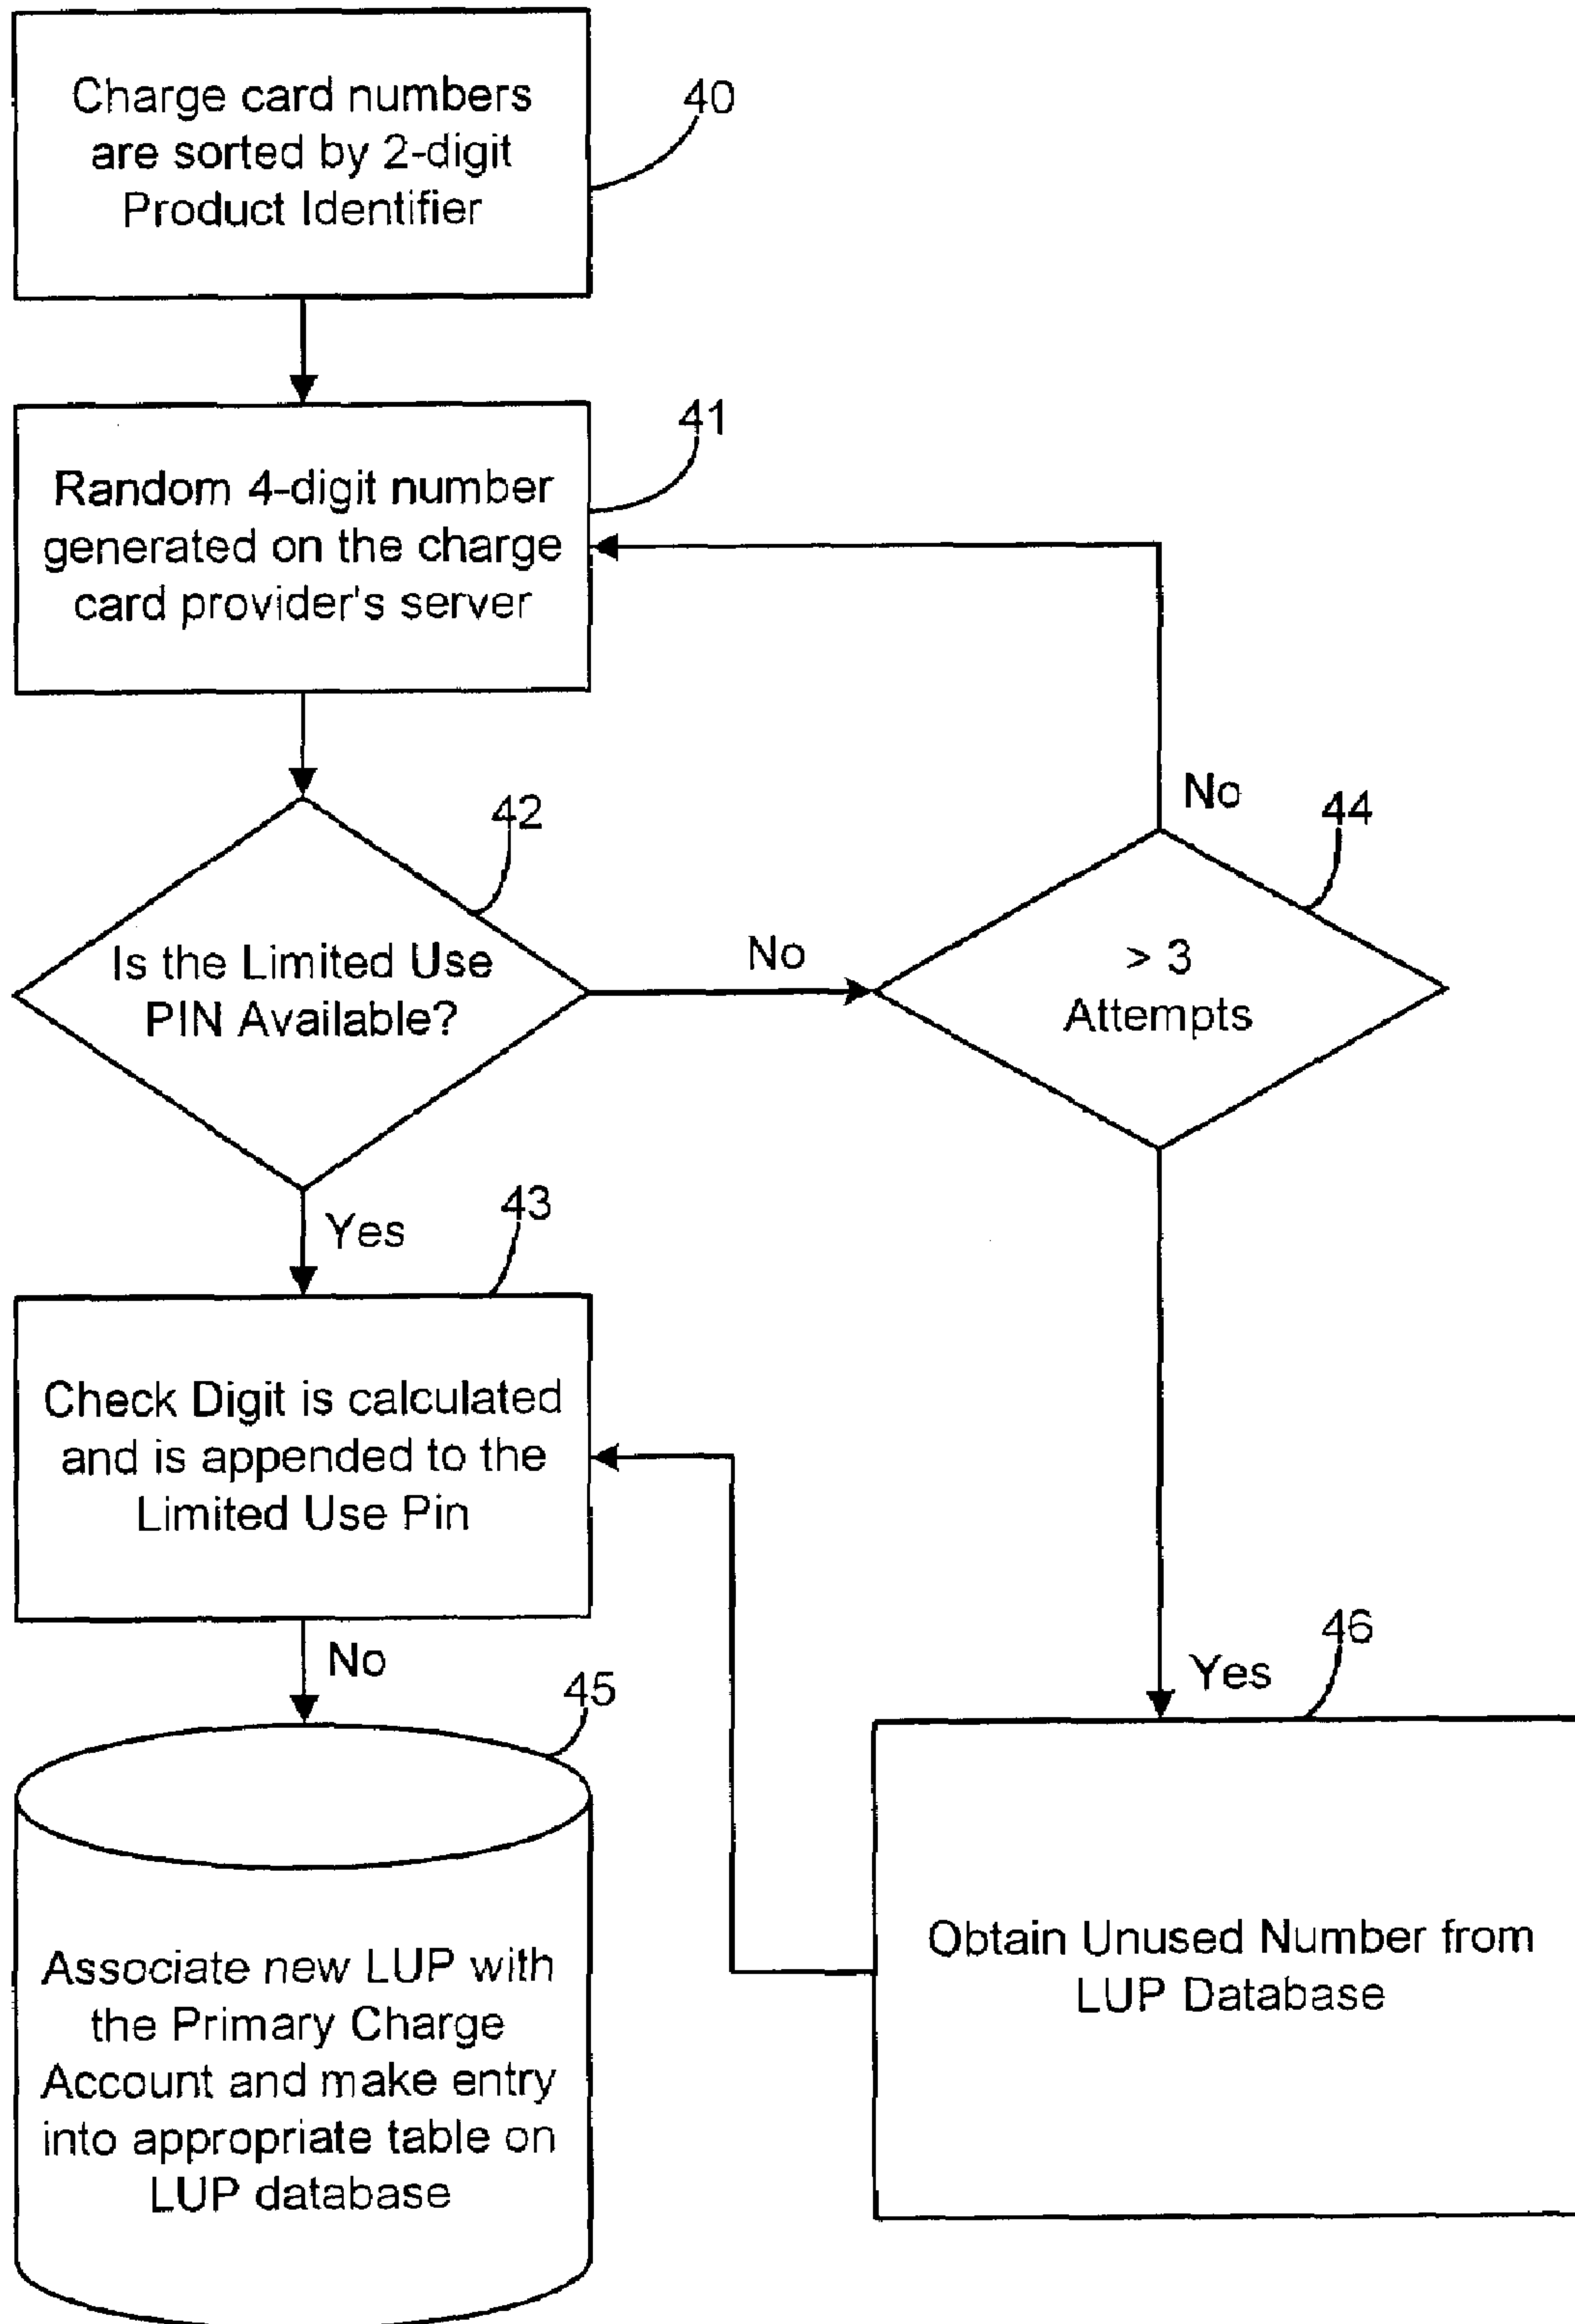 Charge card numbers
are sorted by 2-digit
Product Identifier
40
Random 4-digit number
generated on the charge
card provider's server
41
Is the Limited Use
PIN Available?
42
No
> 3
Attempts
44
No
Yes
Check Digit is calculated
and is appended to the
Limited Use Pin
43
No
Yes
46
Obtain Unused Number from
LUP Database
45
Associate new LUP with
the Primary Charge
Account and make entry
into appropriate table on
LUP database